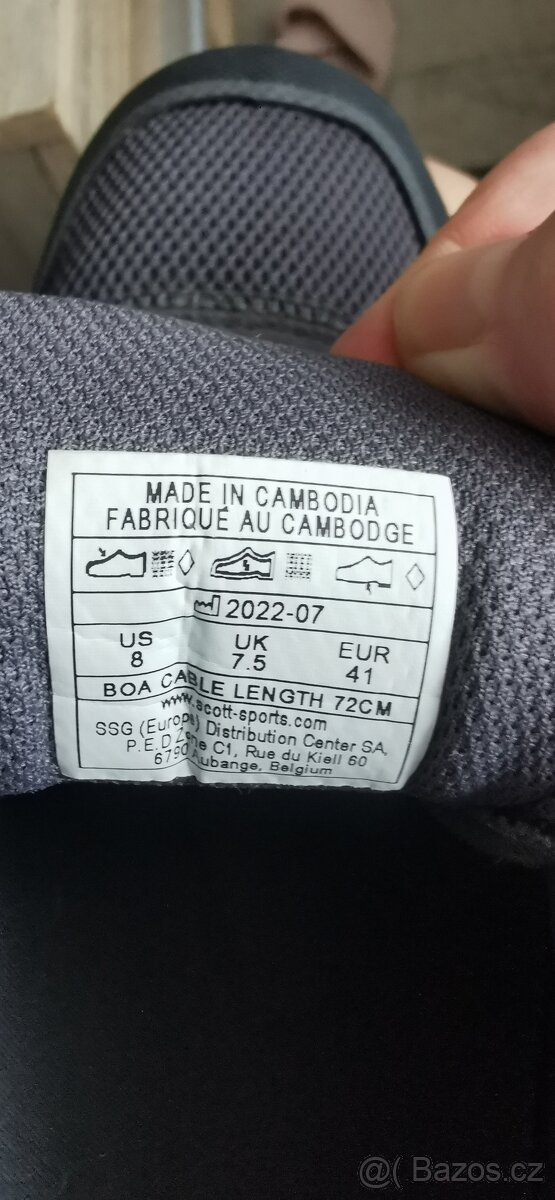 MADE IN CAMBODIA
FABRIQUÉ AU CAMBODGE
2022-07
US UK EUR
8 7.5 41
BOA CABLE LENGTH 72CM
www.scott-sports.com
SSG (Europe) Distribution Center SA,
P.E.D Zone C1, Rue du Kiell 60
6790 Aubange, Belgium
@( Bazos.cz